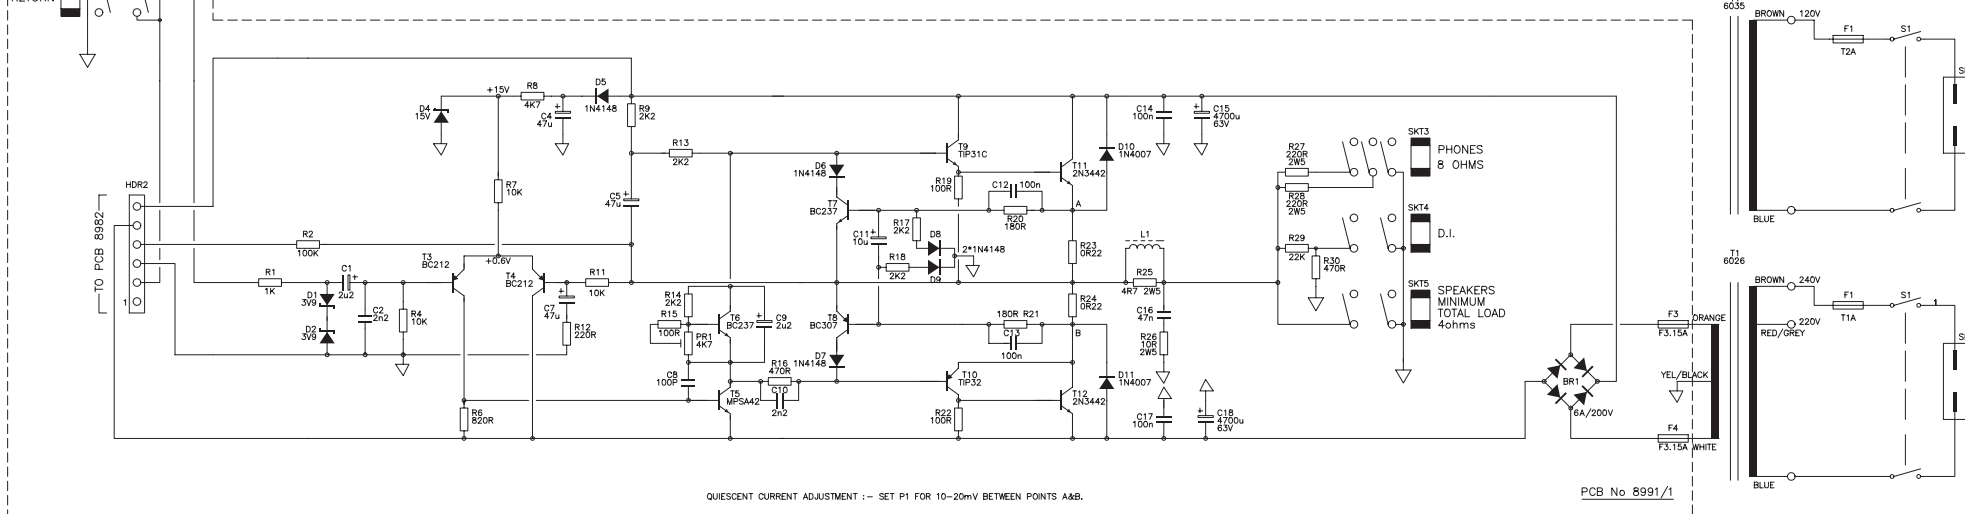 RETURN
6035
BROWN 120V
F1
T2A
S1
BLUE
+15V
R8
4K7
D5
1N4148
D4
15V
C4
47u
R9
2K2
R13
2K2
C14
100n
C15
4700u
63V
T9
TIP31C
D10
1N4007
T11
2N3442
D6
1N4148
R19
100R
C12 100n
R20
180R
A
R27
220R
2W5
R28
220R
2W5
SKT3
PHONES
8 OHMS
HDR2
TO PCB 8982
1
R7
10K
C5
47u
T7
BC237
R17
2K2
C11
10u
D8
2*1N4148
R18
2K2
D9
R23
0R22
L1
SKT4
D.I.
R29
22K
R30
470R
R2
100K
T3
BC212
+0.6V
T4
BC212
R11
10K
R1
1K
C1
2u2
D1
3V9
D2
3V9
C2
2n2
R4
10K
C7
47u
R12
220R
R14
2K2
R15
100R
PR1
4K7
T6
BC237
C9
2u2
T8
BC307
D7
1N4148
180R R21
C13
100n
R24
0R22
B
R25
4R7 2W5
C16
47n
R26
10R
2W5
SKT5
SPEAKERS
MINIMUM
TOTAL LOAD
4ohms
T1
6026
BROWN 240V
F1
T1A
S1
1
220V
RED/GREY
BLUE
F3
F3.15A
ORANGE
YEL/BLACK
BR1
6A/200V
F4
F3.15A WHITE
C8
100P
R16
470R
C10
2n2
T5
MPSA42
R6
820R
T10
TIP32
R22
100R
T12
2N3442
D11
1N4007
C17
100n
C18
4700u
63V
QUIESCENT CURRENT ADJUSTMENT :- SET P1 FOR 10-20mV BETWEEN POINTS A&B.
PCB No 8991/1